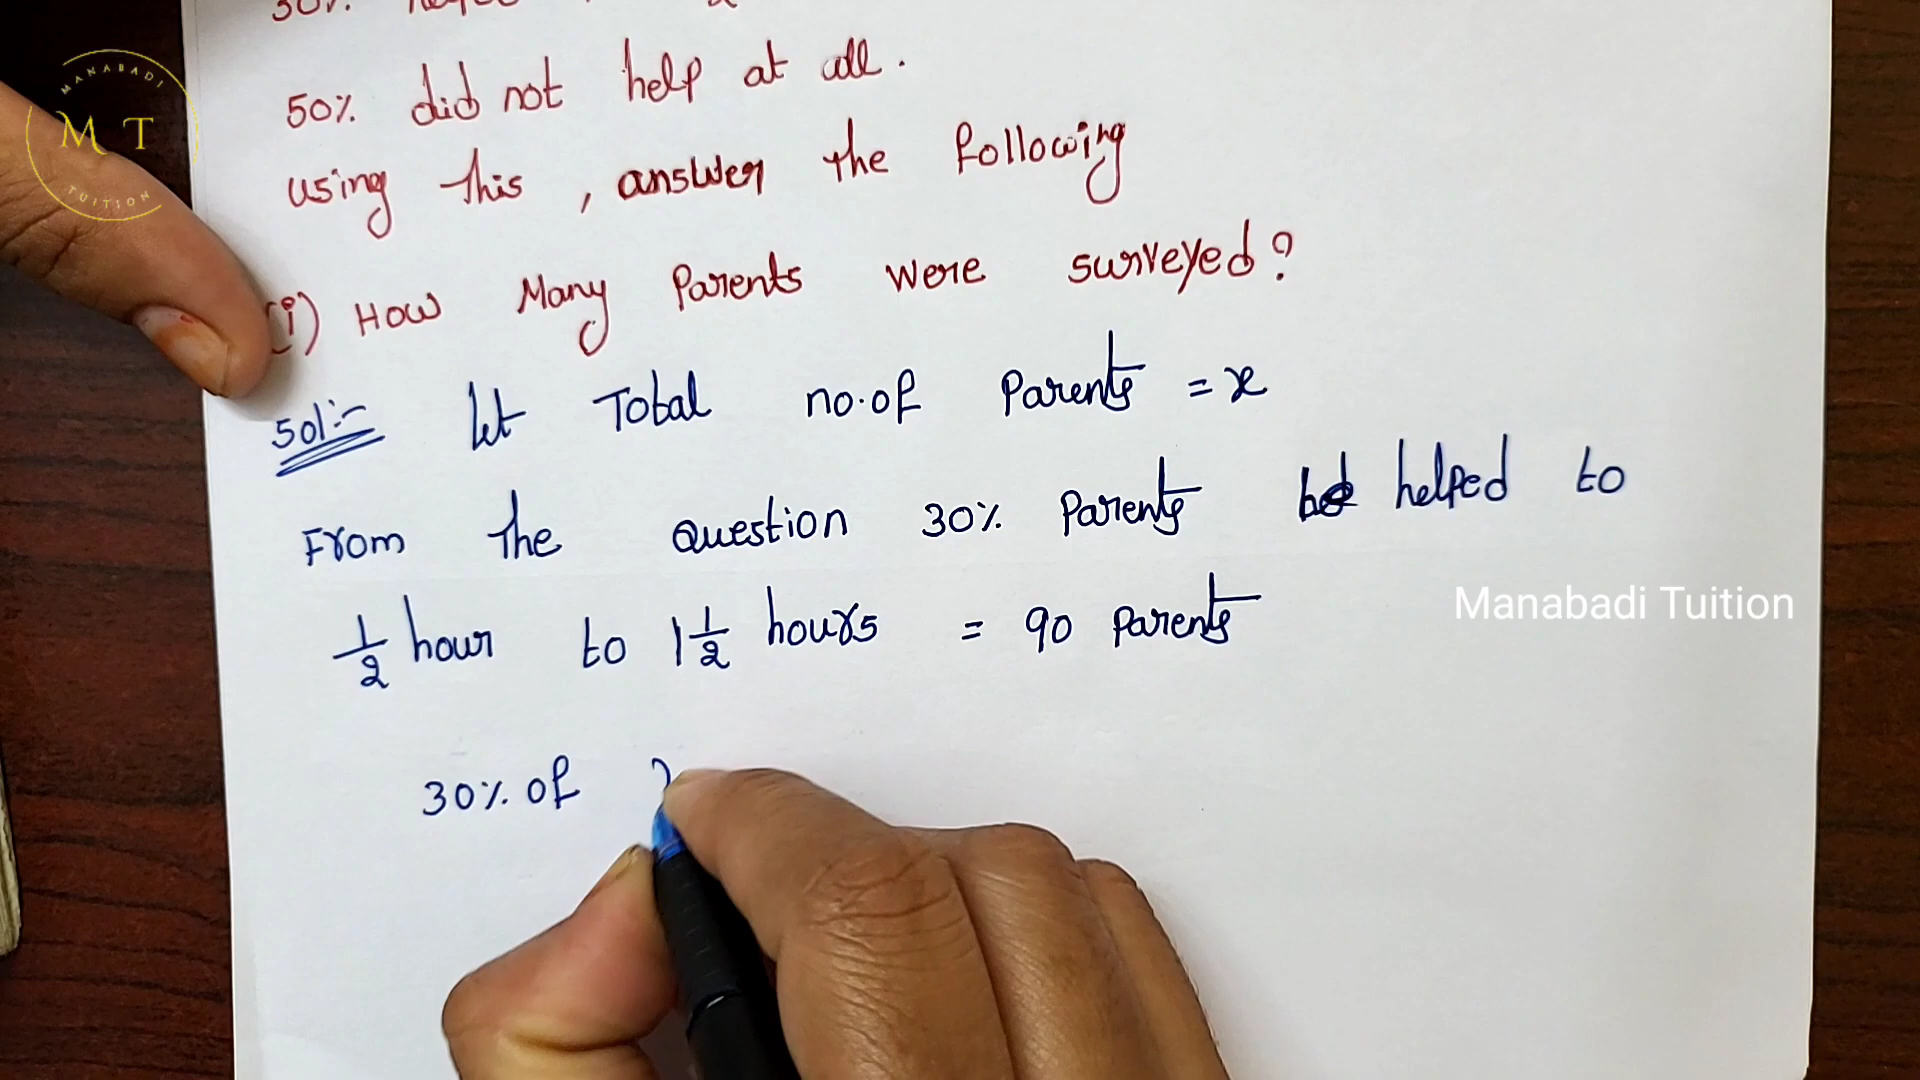 50% did not help at all.
using this, answer the following
(i) How Many Parents were surveyed?
Sol:- let Total no.of Parents = x
From the question 30% Parents helped to
1/2 hour to 1 1/2 hours = 90 Parents
30% of
MANABADI
M T
TUITION
Manabadi Tuition